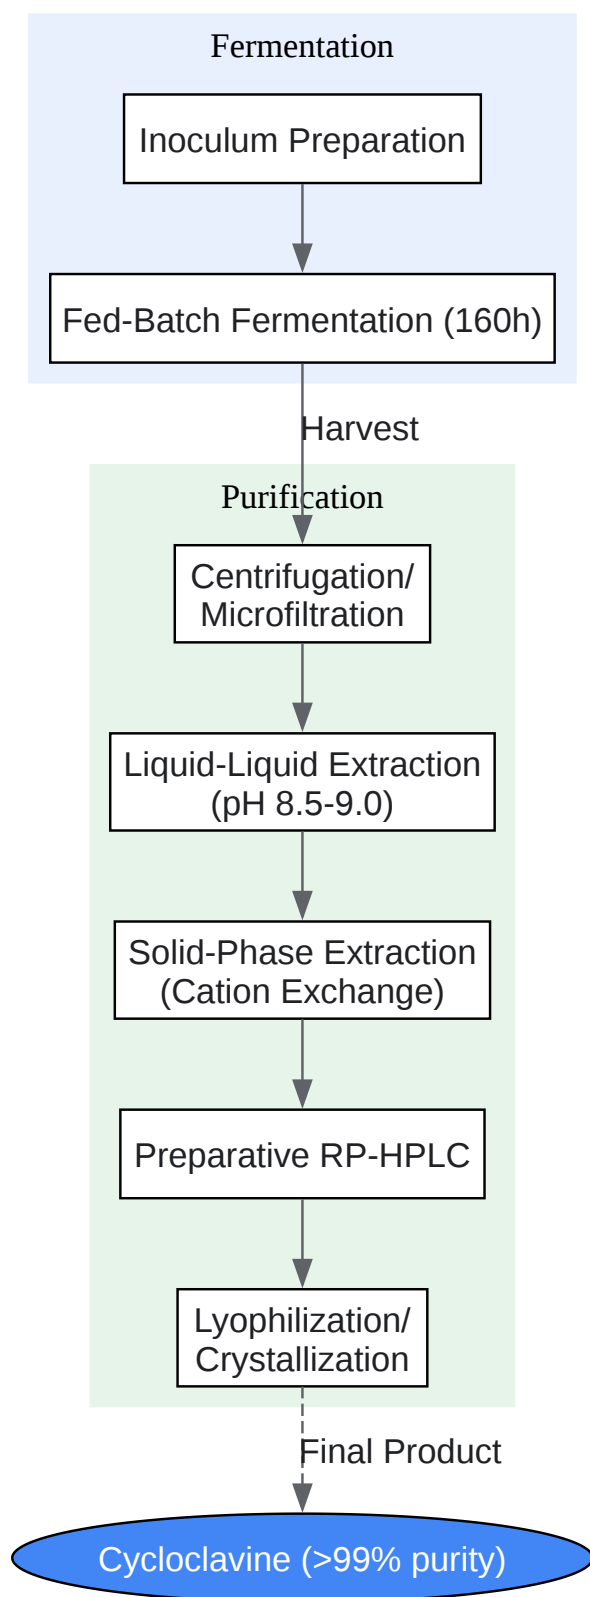 Fermentation
Inoculum Preparation
Fed-Batch Fermentation (160h)
Harvest
Purification
Centrifugation/
Microfiltration
Liquid-Liquid Extraction
(pH 8.5-9.0)
Solid-Phase Extraction
(Cation Exchange)
Preparative RP-HPLC
Lyophilization/
Crystallization
Final Product
Cycloclavine (>99% purity)